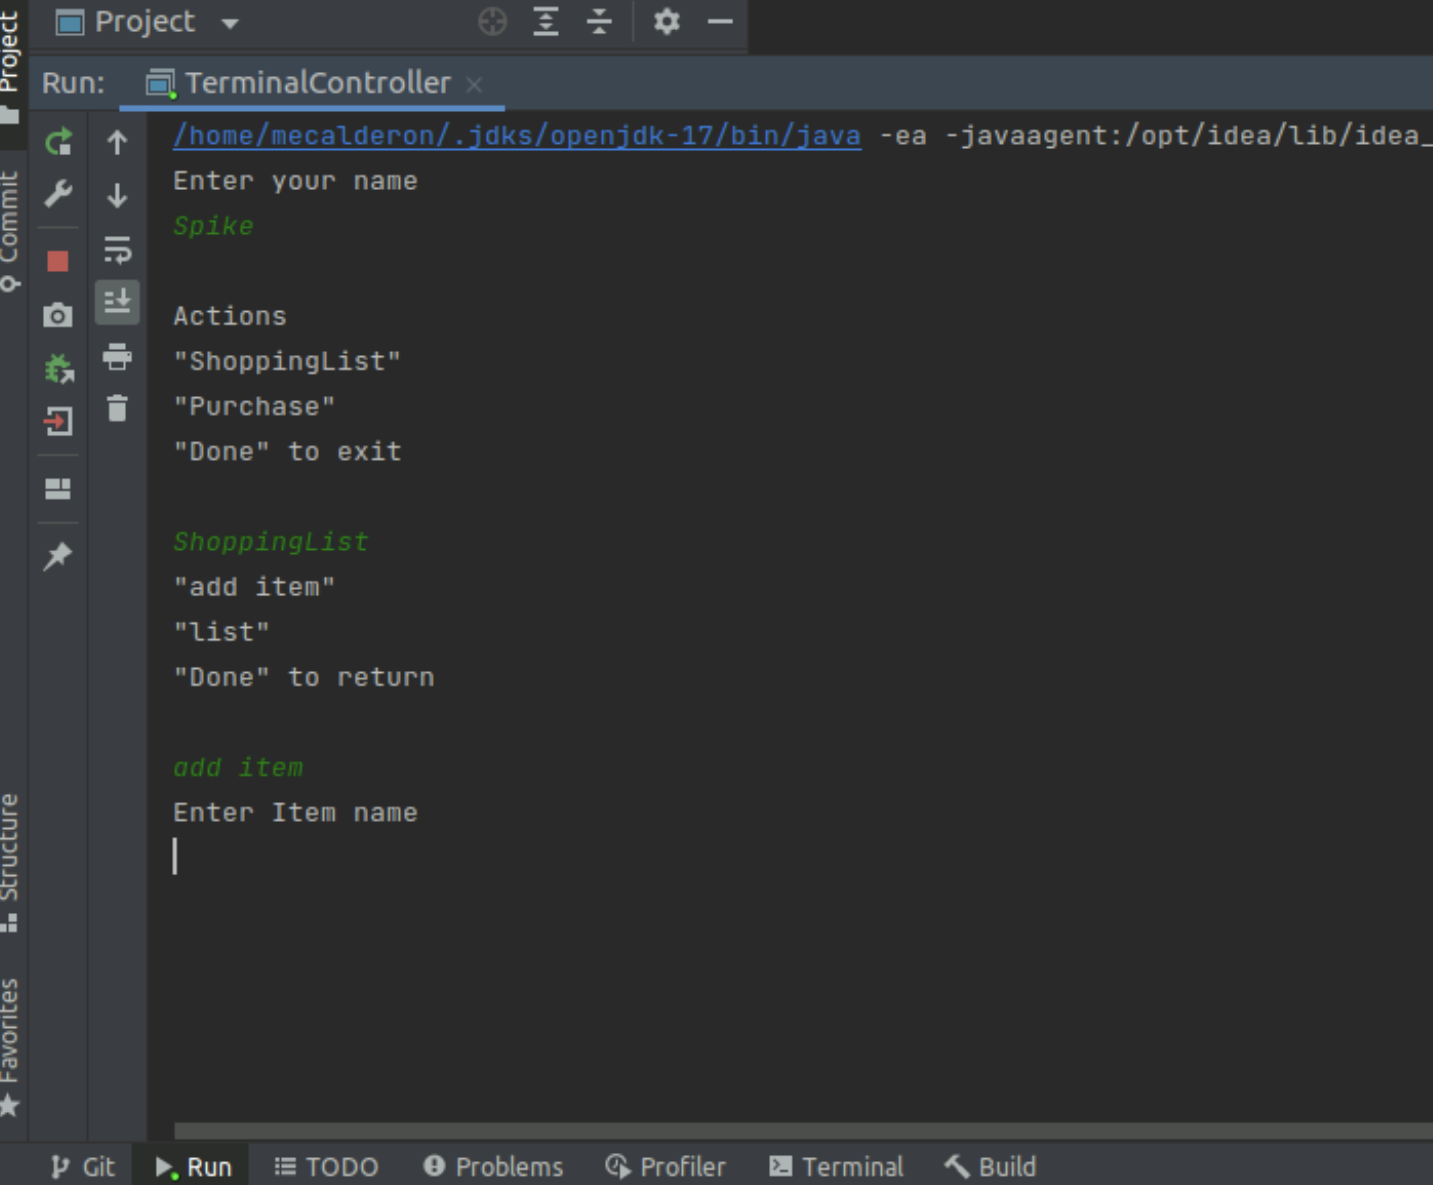 Project
Project
Run: TerminalController
/home/mecalderon/.jdks/openjdk-17/bin/java -ea -javaagent:/opt/idea/lib/idea_
Enter your name
Spike
Actions
"ShoppingList"
"Purchase"
"Done" to exit
ShoppingList
"add item"
"list"
"Done" to return
add item
Enter Item name
Commit
Structure
Favorites
Git Run TODO Problems Profiler Terminal Build